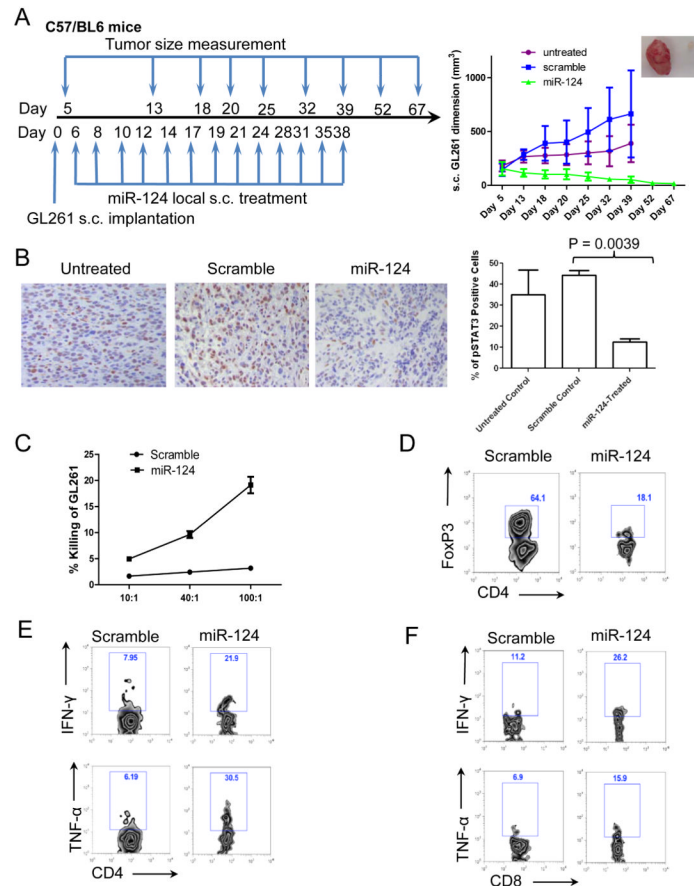 A
C57/BL6 mice
Tumor size measurement
Day 5 13 18 20 25 32 39 52 67
Day 0 6 8 10 12 14 17 19 21 24 28 31 35 38
miR-124 local s.c. treatment
GL261 s.c. implantation
untreated
scramble
miR-124
s.c. GL261 dimension (mm³)
1000
500
0
Day 5 Day 13 Day 18 Day 20 Day 25 Day 32 Day 39 Day 52 Day 67
B
Untreated Scramble miR-124
P = 0.0039
% of pSTAT3 Positive Cells
50
40
30
20
10
0
Untreated Control
Scramble Control
miR-124-Treated
C
Scramble
miR-124
% Killing of GL261
25
20
15
10
5
0
10:1 40:1 100:1
D
Scramble miR-124
64.1 18.1
FoxP3
CD4
E
Scramble miR-124
7.95 21.9
IFN-γ
6.19 30.5
TNF-α
CD4
F
Scramble miR-124
11.2 26.2
IFN-γ
6.9 15.9
TNF-α
CD8